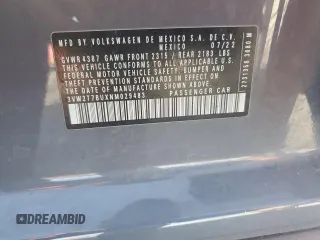 MFD BY VOLKSWAGEN DE MEXICO S.A. DE C.V.
MEXICO 07/22
GVWR 4387 GAWR FRONT 2315 / REAR 2183 LBS
THIS VEHICLE CONFORMS TO ALL APPLICABLE U.S.
FEDERAL MOTOR VEHICLE SAFETY, BUMPER AND
THEFT PREVENTION STANDARDS IN EFFECT ON THE
DATE OF MANUFACTURE SHOWN ABOVE.
3VW2T7BUXNM029483
PASSENGER CAR
DREAMBID